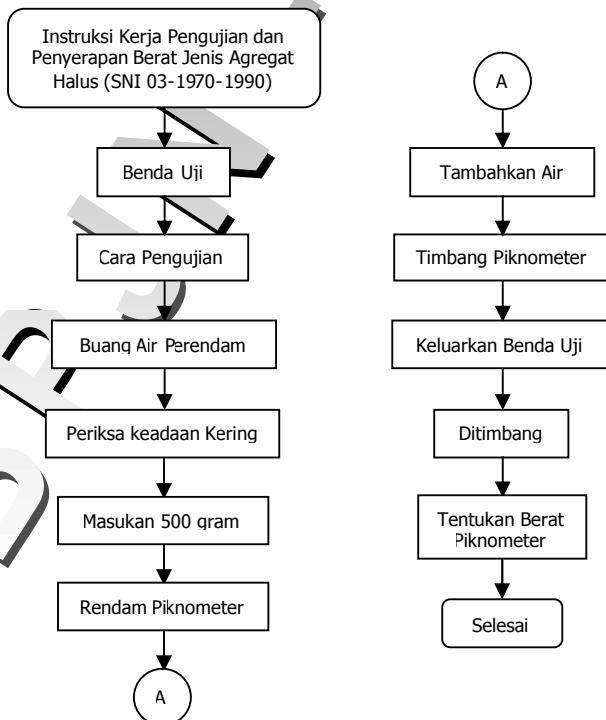 Instruksi Kerja Pengujian dan
Penyerapan Berat Jenis Agregat
Halus (SNI 03-1970-1990)
Benda Uji
Cara Pengujian
Buang Air Perendam
Periksa keadaan Kering
Masukan 500 gram
Rendam Piknometer
A
A
Tambahkan Air
Timbang Piknometer
Keluarkan Benda Uji
Ditimbang
Tentukan Berat
Piknometer
Selesai